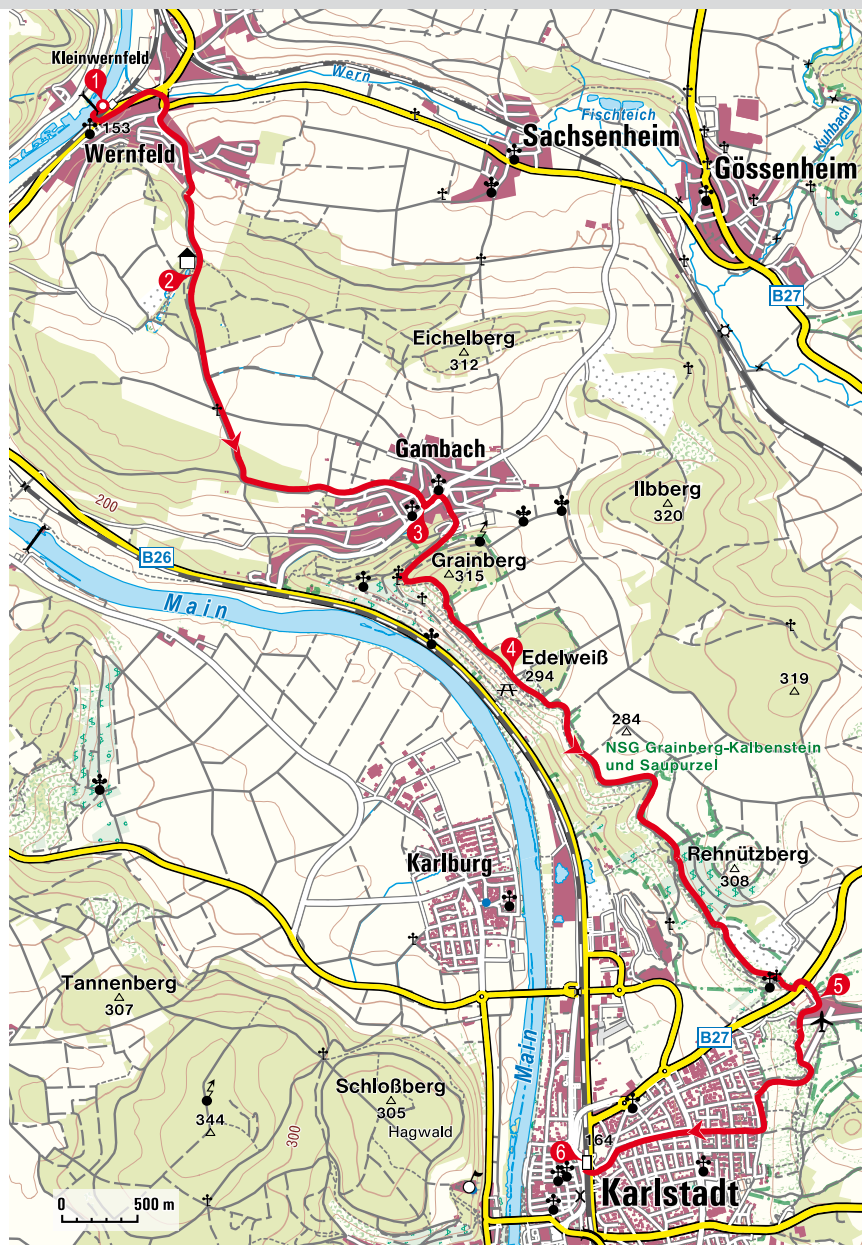 Kleinwernfeld
1
153
Wernfeld
Wern
Fischteich
Sachsenheim
Kuhbach
Gössenheim
2
B27
Eichelberg
312
Gambach
200
Ilbberg
320
3
B26
Grainberg
315
Main
4
Edelweiß
294
319
284
NSG Grainberg-Kalbenstein
und Saupurzel
Karlburg
Rehnützberg
308
Tannenberg
307
5
B27
Main
Schloßberg
305
Hagwald
344
300
164
6
Karlstadt
0 500 m